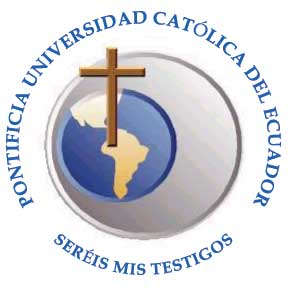 PONTIFICIA UNIVERSIDAD CATÓLICA DEL ECUADOR
SERÉIS MIS TESTIGOS